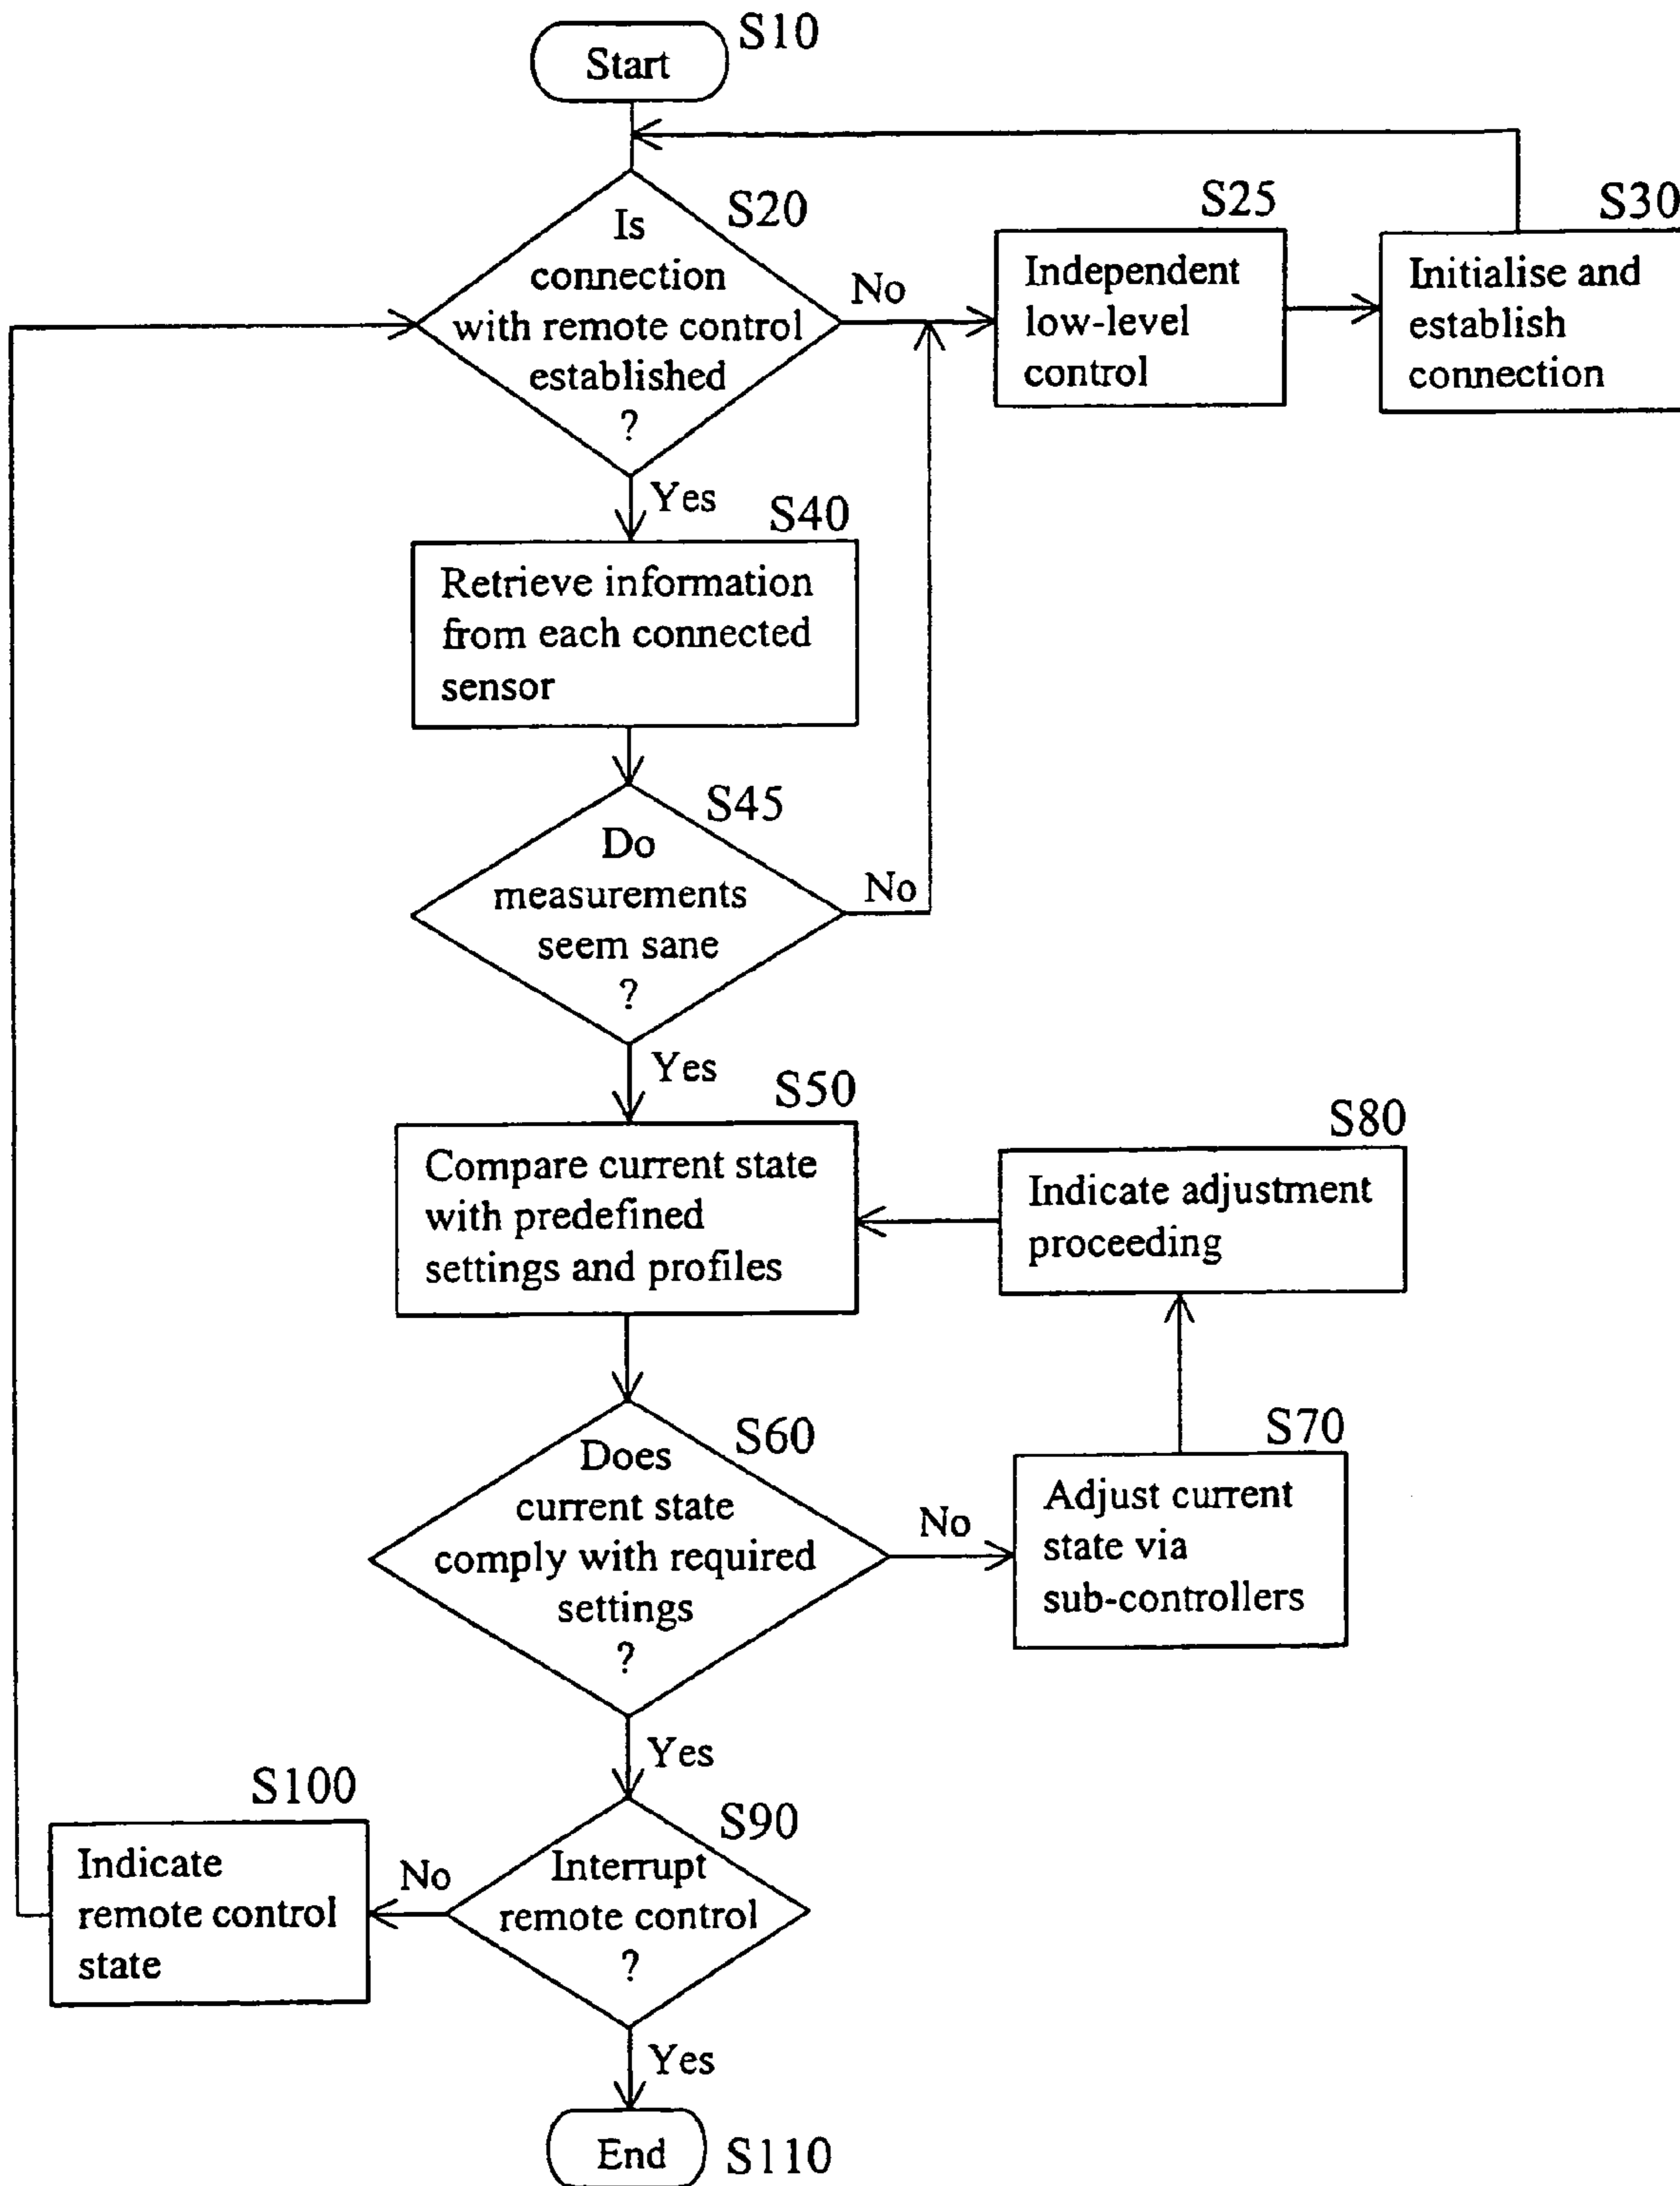 S10
Start
S20
Is
connection
with remote control
established
?
No
S25
Independent
low-level
control
S30
Initialise and
establish
connection
Yes
S40
Retrieve information
from each connected
sensor
S45
Do
measurements
seem sane
?
No
Yes
S50
Compare current state
with predefined
settings and profiles
S80
Indicate adjustment
proceeding
S60
Does
current state
comply with required
settings
?
No
S70
Adjust current
state via
sub-controllers
Yes
S90
Interrupt
remote control
?
No
S100
Indicate
remote control
state
Yes
End
S110